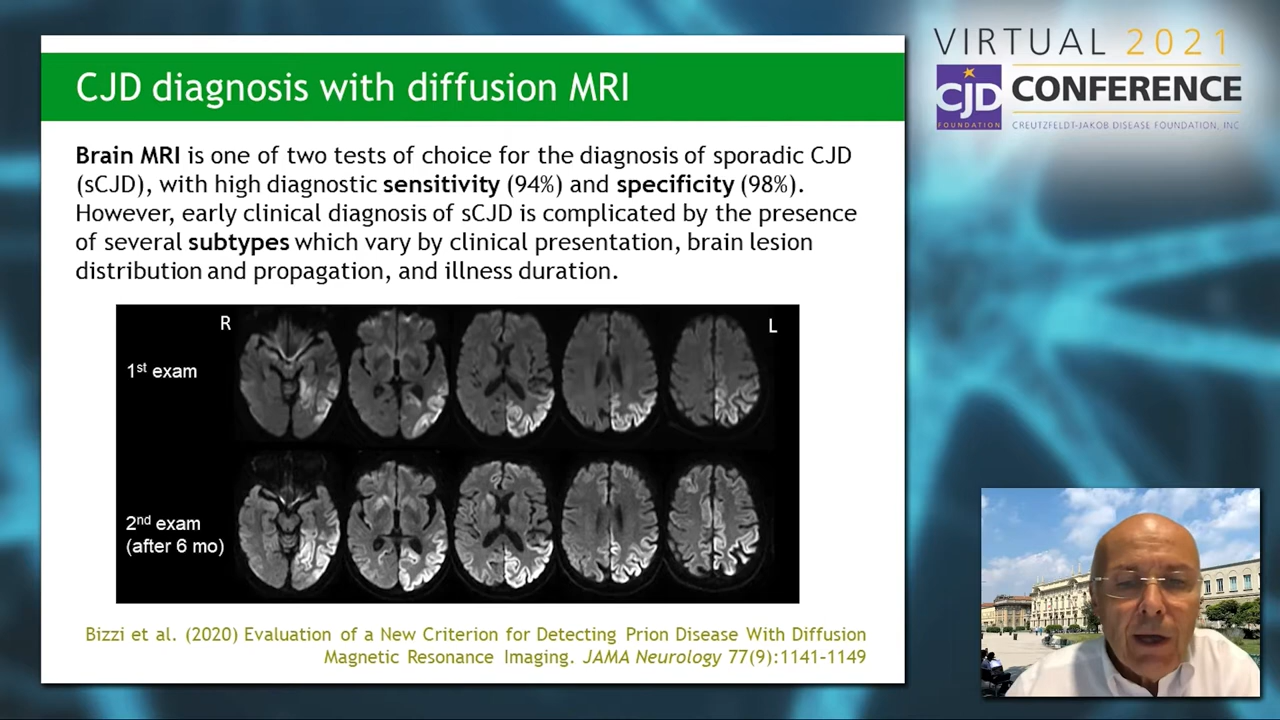 CJD diagnosis with diffusion MRI
Brain MRI is one of two tests of choice for the diagnosis of sporadic CJD
(sCJD), with high diagnostic sensitivity (94%) and specificity (98%).
However, early clinical diagnosis of sCJD is complicated by the presence
of several subtypes which vary by clinical presentation, brain lesion
distribution and propagation, and illness duration.
R
L
1st exam
2nd exam
(after 6 mo)
Bizzi et al. (2020) Evaluation of a New Criterion for Detecting Prion Disease With Diffusion
Magnetic Resonance Imaging. JAMA Neurology 77(9):1141–1149
VIRTUAL 2021
CJD
FOUNDATION
CONFERENCE
CREUTZFELDT-JAKOB DISEASE FOUNDATION, INC